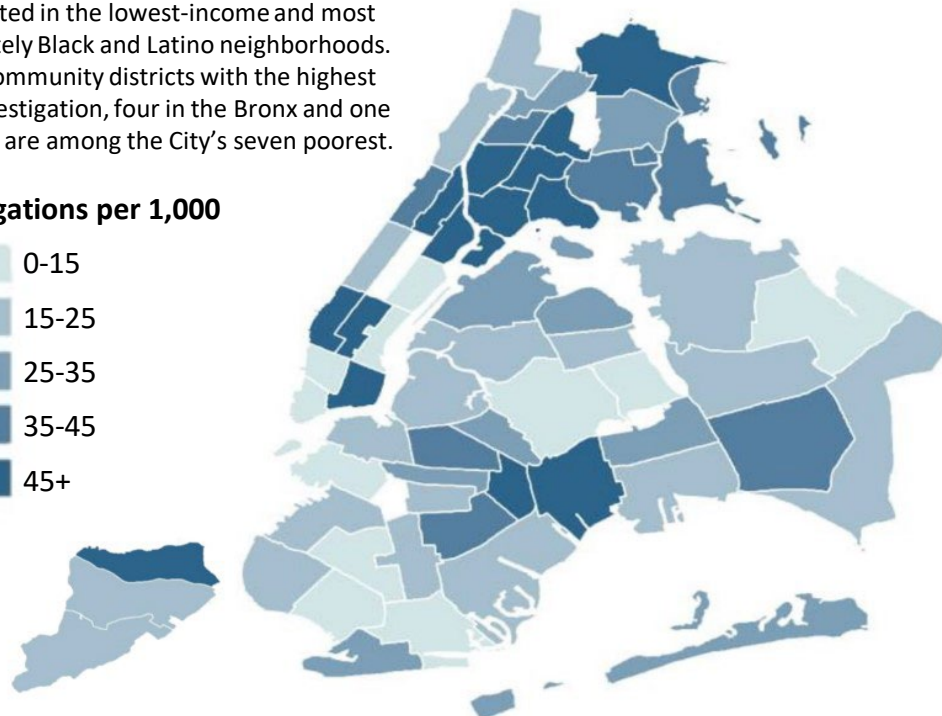 ted in the lowest-income and most
tely Black and Latino neighborhoods.
ommunity districts with the highest
estigation, four in the Bronx and one
are among the City's seven poorest.
gations per 1,000
0-15
15-25
25-35
35-45
45+